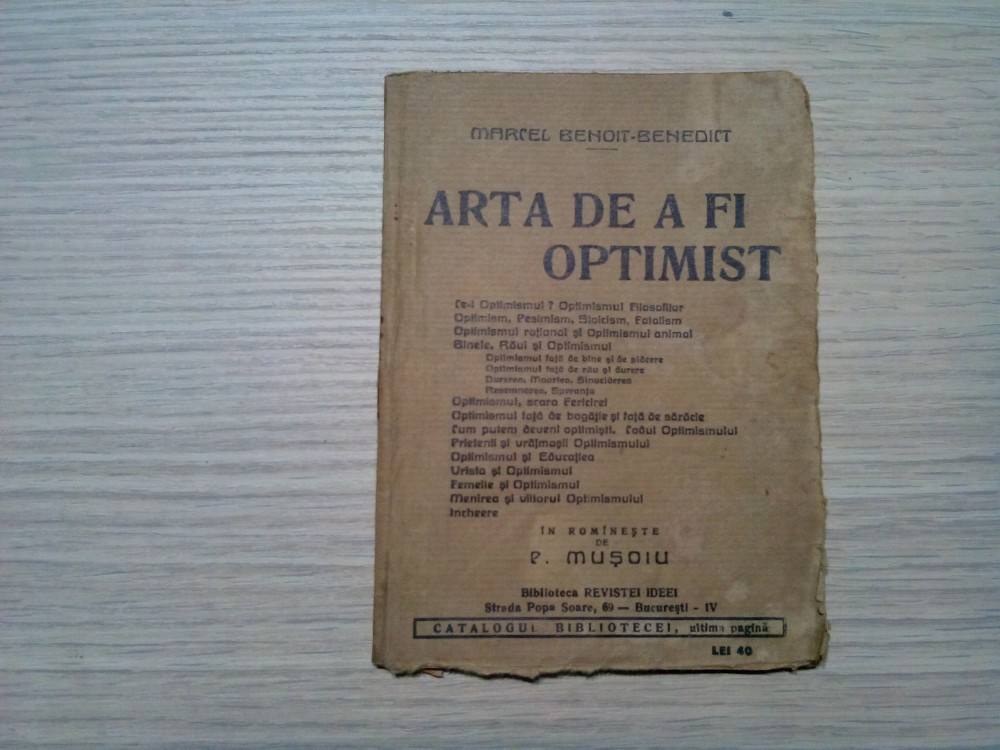 MARCEL BENOIT-BENEDICT
ARTA DE A FI
OPTIMIST
Ce-i Optimismul ? Optimismul Filosofilor
Optimism, Pesimism, Stoicism, Fatalism
Optimismul rațional și Optimismul animal
Binele, Răul și Optimismul
Optimismul față de bine și de plăcere
Optimismul față de rău și durere
Durerea, Moartea, Sinuciderea
Resemnarea, Speranța
Optimismul, scara Fericirei
Optimismul față de bogăție și față de sărăcie
Cum putem deveni optimiști. Codul Optimismului
Prietenii și vrăjmașii Optimismului
Optimismul și Educația
Vrista și Optimismul
Femeile și Optimismul
Menirea și viitorul Optimismului
Incheere
ÎN ROMÎNEȘTE
DE
P. MUȘOIU
Biblioteca REVISTEI IDEEI
Strada Popa Soare, 69 — București - IV
CATALOGUL BIBLIOTECEI, ultima pagină
LEI 40